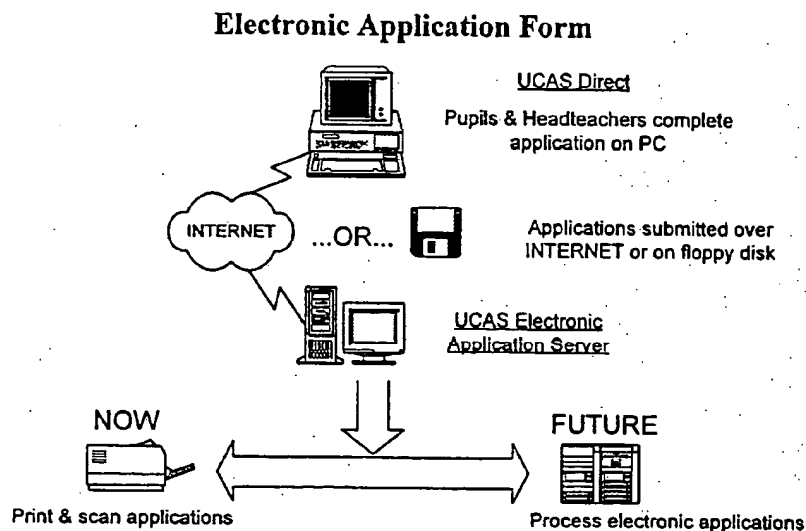 Electronic Application Form
UCAS Direct
Pupils & Headteachers complete
application on PC
INTERNET
...OR...
Applications submitted over
INTERNET or on floppy disk
UCAS Electronic
Application Server
NOW
FUTURE
Print & scan applications
Process electronic applications